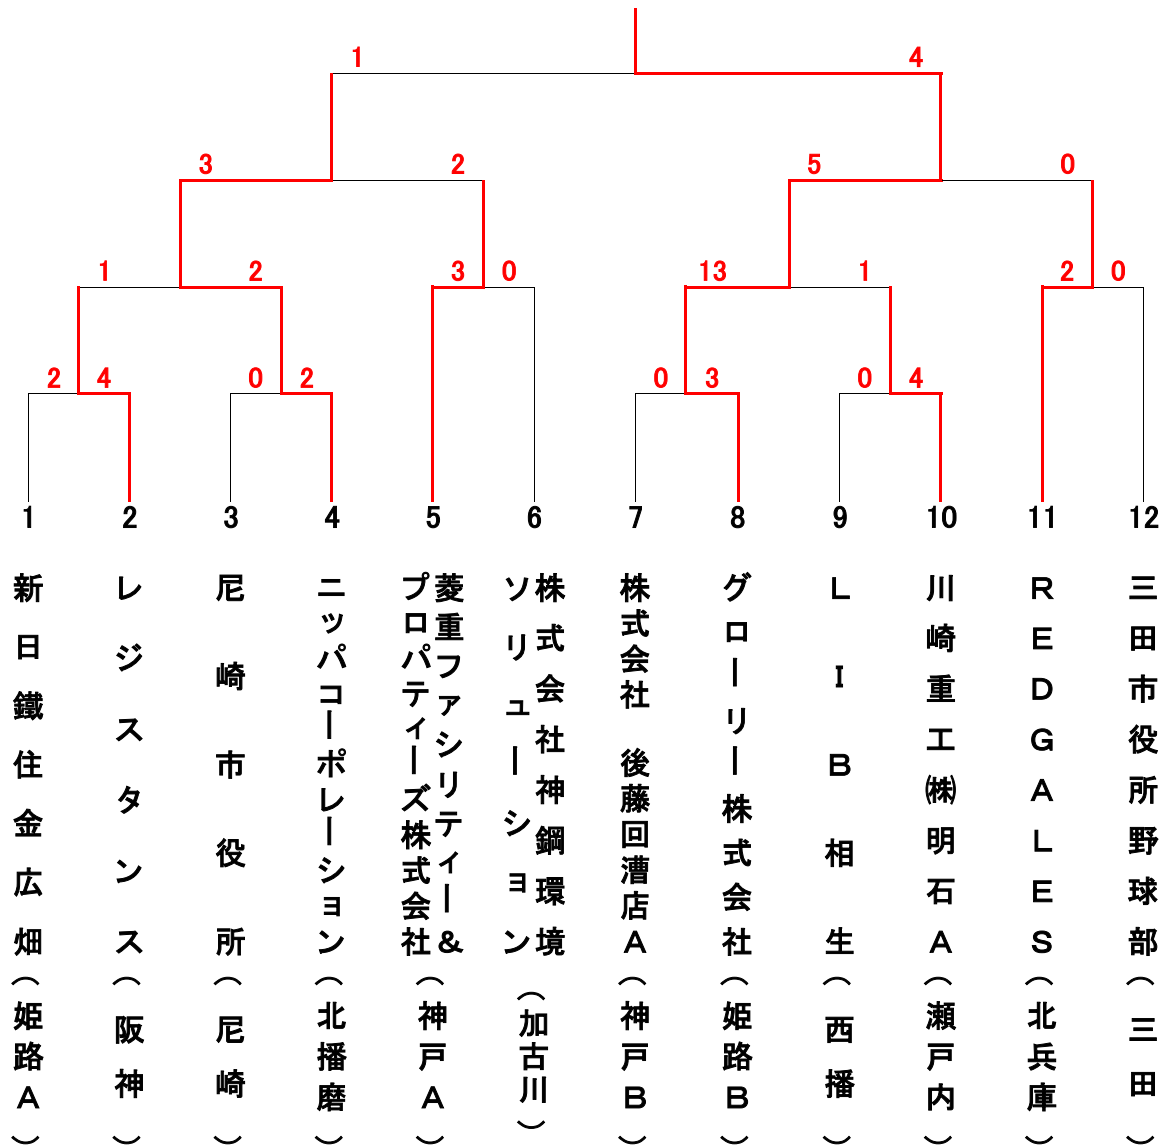 1 4
3 2 5 0
1 2 3 0 13 1 2 0
2 4 0 2 0 3 0 4
1 2 3 4 5 6 7 8 9 10 11 12
新日鐵住金広畑（姫路Ａ）
レジスタンス（阪神）
尼崎市役所（尼崎）
ニッパコーポレーション（北播磨）
菱重ファシリティー＆
プロパティーズ株式会社（神戸Ａ）
株式会社神鋼環境
ソリューション（加古川）
株式会社　後藤回漕店Ａ（神戸Ｂ）
グローリー株式会社（姫路Ｂ）
ＬＩＢ相生（西播）
川崎重工㈱明石Ａ（瀬戸内）
ＲＥＤＧＡＬＥＳ（北兵庫）
三田市役所野球部（三田）